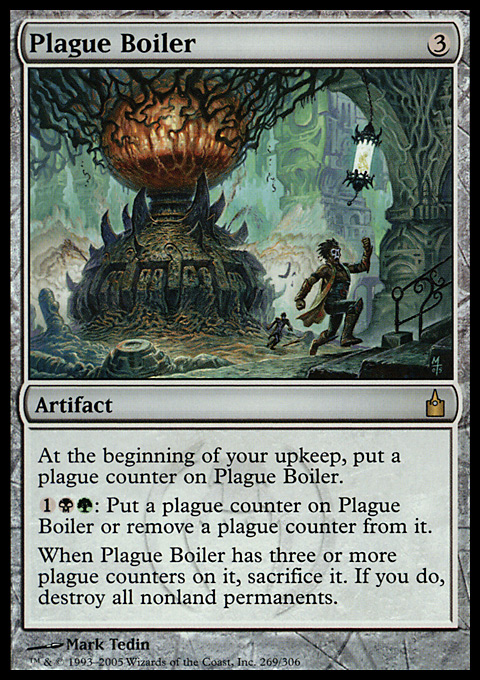 Plague Boiler 3
Artifact
At the beginning of your upkeep, put a
plague counter on Plague Boiler.
1: Put a plague counter on Plague
Boiler or remove a plague counter from it.
When Plague Boiler has three or more
plague counters on it, sacrifice it. If you do,
destroy all nonland permanents.
Mark Tedin
™ & © 1993–2005 Wizards of the Coast, Inc. 269/306